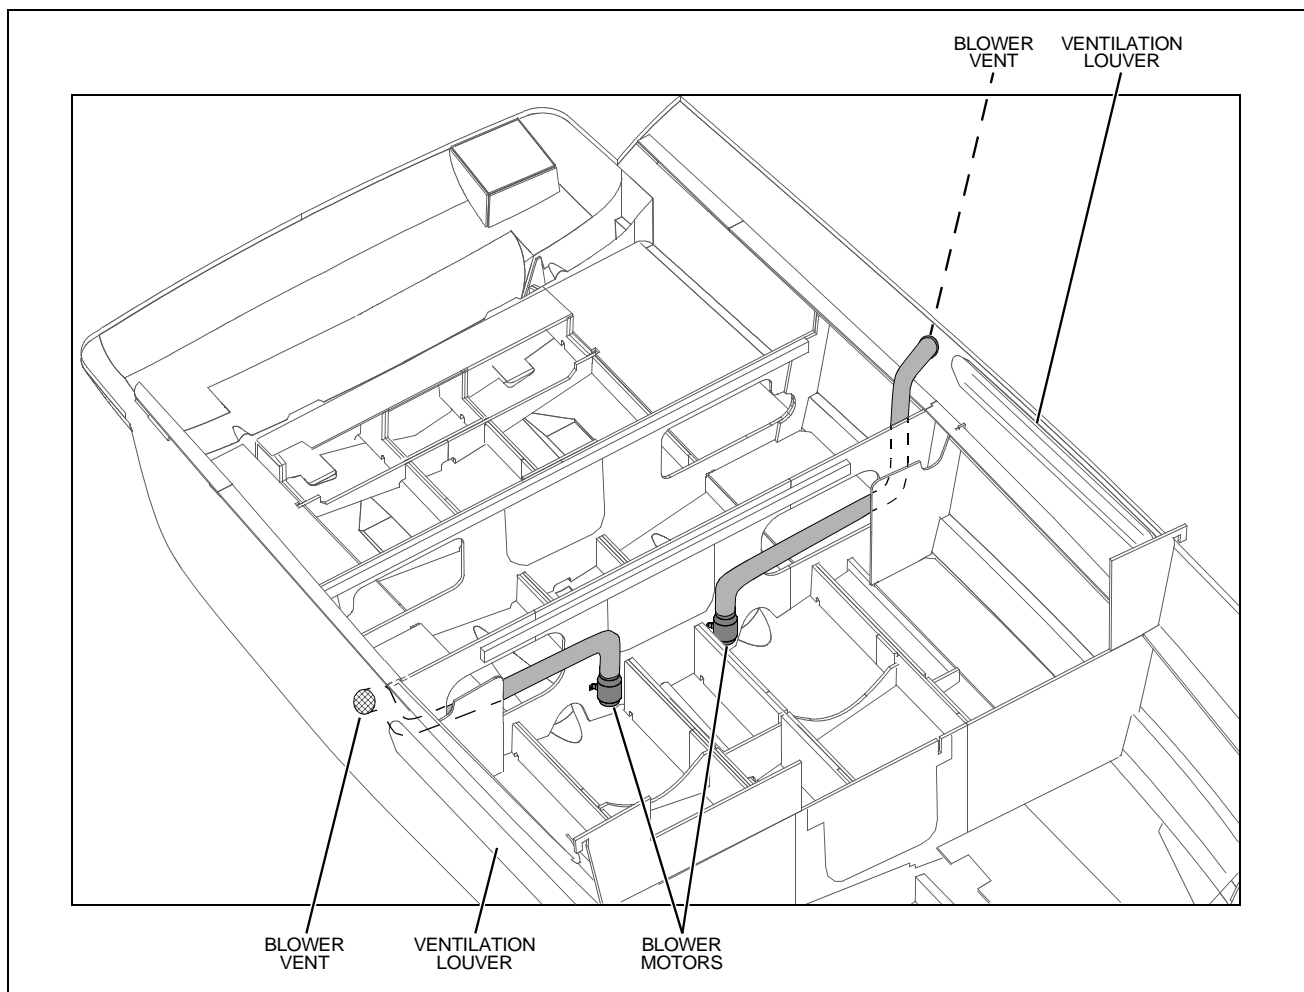 BLOWER
VENT
VENTILATION
LOUVER
BLOWER
VENT
VENTILATION
LOUVER
BLOWER
MOTORS